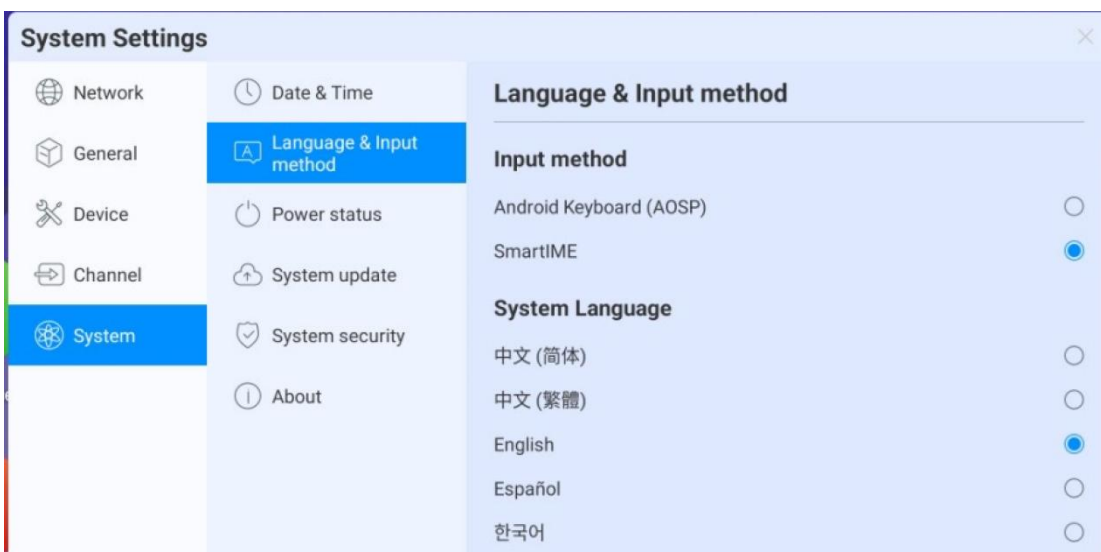 System Settings
Network
General
Device
Channel
System
Date & Time
Language & Input
method
Power status
System update
System security
About
Language & Input method
Input method
Android Keyboard (AOSP)
SmartIME
System Language
中文 (简体)
中文 (繁體)
English
Español
한국어